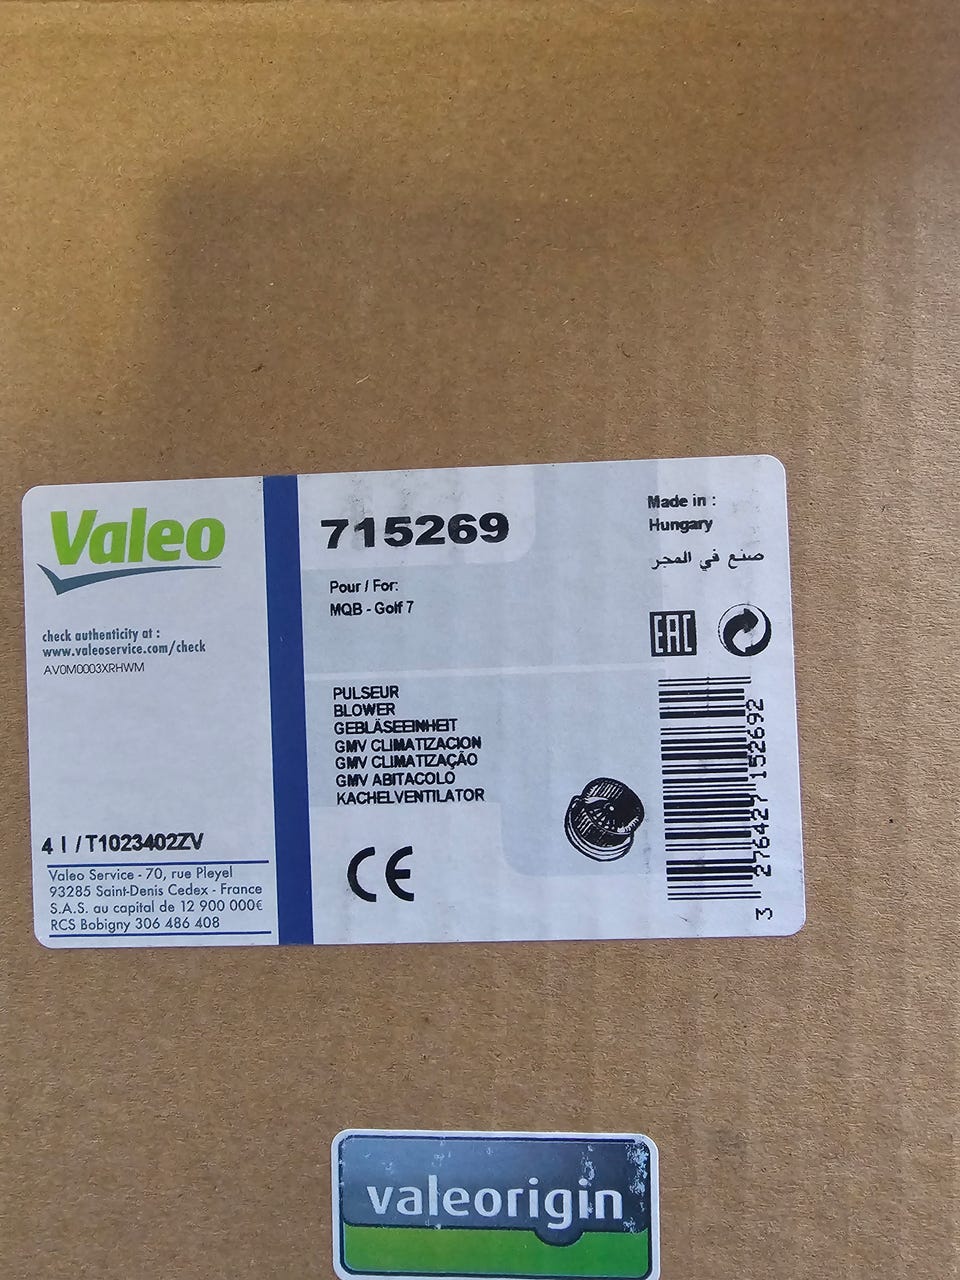 Valeo
check authenticity at :
www.valeoservice.com/check
AV0M0003XRHWM
4 I / T1023402ZV
Valeo Service - 70, rue Pleyel
93285 Saint-Denis Cedex - France
S.A.S. au capital de 12 900 000€
RCS Bobigny 306 486 408
715269
Pour / For:
MQB - Golf 7
PULSEUR
BLOWER
GEBLÄSEEINHEIT
GMV CLIMATIZACION
GMV CLIMATIZAÇÃO
GMV ABITACOLO
KACHELVENTILATOR
CE
Made in :
Hungary
صنع في المجر
EAC
3 276427 152692
valeorigin